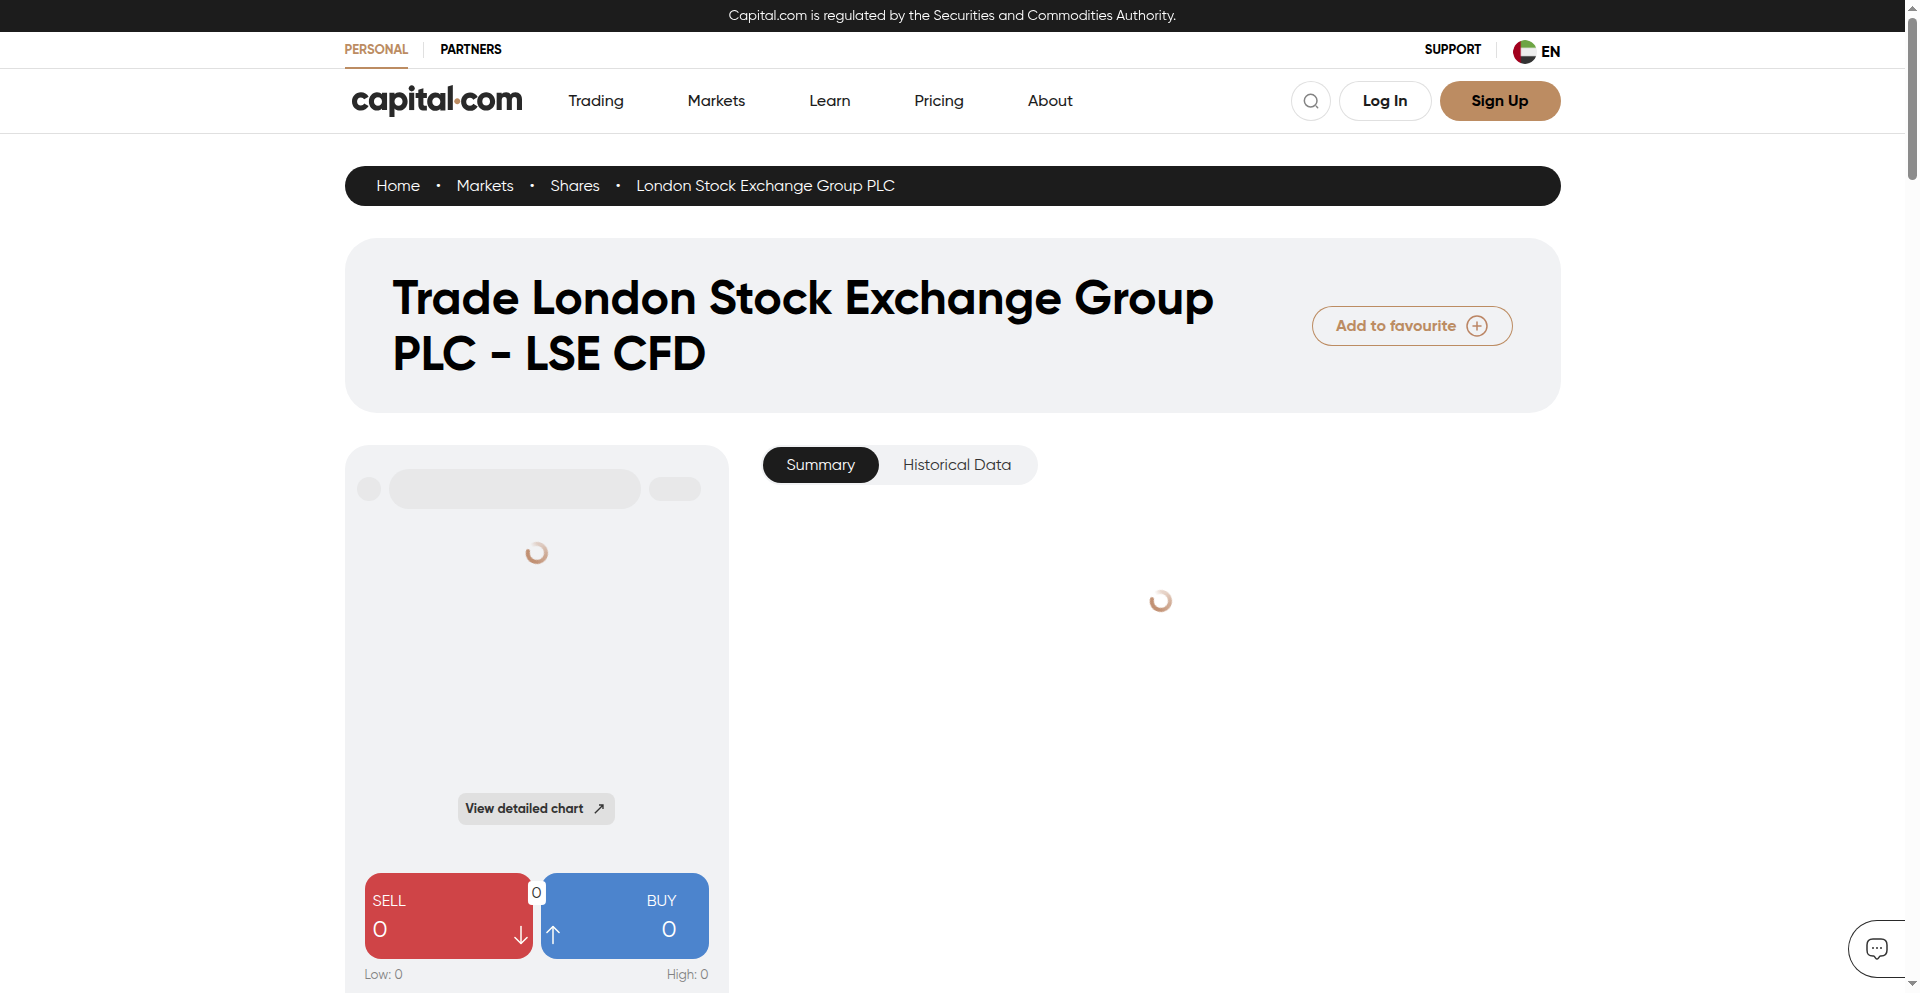 Capital.com is regulated by the Securities and Commodities Authority.
PERSONAL PARTNERS SUPPORT EN
capital.com Trading Markets Learn Pricing About Log In Sign Up
Home • Markets • Shares • London Stock Exchange Group PLC
Trade London Stock Exchange Group
PLC - LSE CFD
Add to favourite
Summary Historical Data
View detailed chart
0
SELL BUY
0 0
Low: 0 High: 0